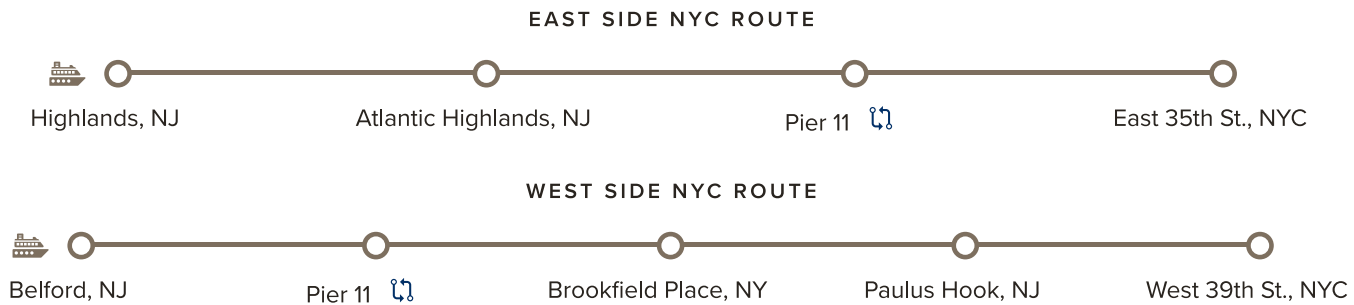 EAST SIDE NYC ROUTE
Highlands, NJ
Atlantic Highlands, NJ
Pier 11
East 35th St., NYC
WEST SIDE NYC ROUTE
Belford, NJ
Pier 11
Brookfield Place, NY
Paulus Hook, NJ
West 39th St., NYC